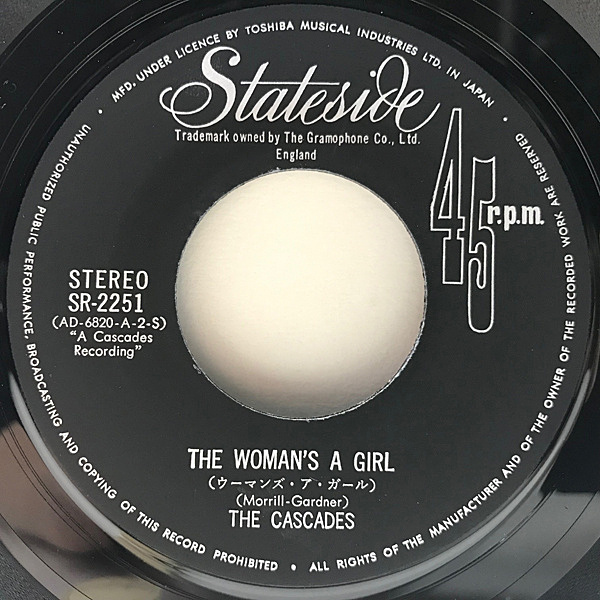 MFD. UNDER LICENCE BY TOSHIBA MUSICAL INDUSTRIES LTD. IN JAPAN •
Stateside
Trademark owned by The Gramophone Co., Ltd.
England
45 r.p.m.
STEREO
SR-2251
(AD-6820-A-2-S)
"A Cascades
Recording"
THE WOMAN'S A GIRL
(ウーマンズ・ア・ガール)
(Morrill-Gardner)
THE CASCADES
ALL RIGHTS OF THE MANUFACTURER AND OF THE OWNER OF THE RECORDED WORK ARE RESERVED •
UNAUTHORIZED PUBLIC PERFORMANCE, BROADCASTING AND COPYING OF THIS RECORD PROHIBITED •